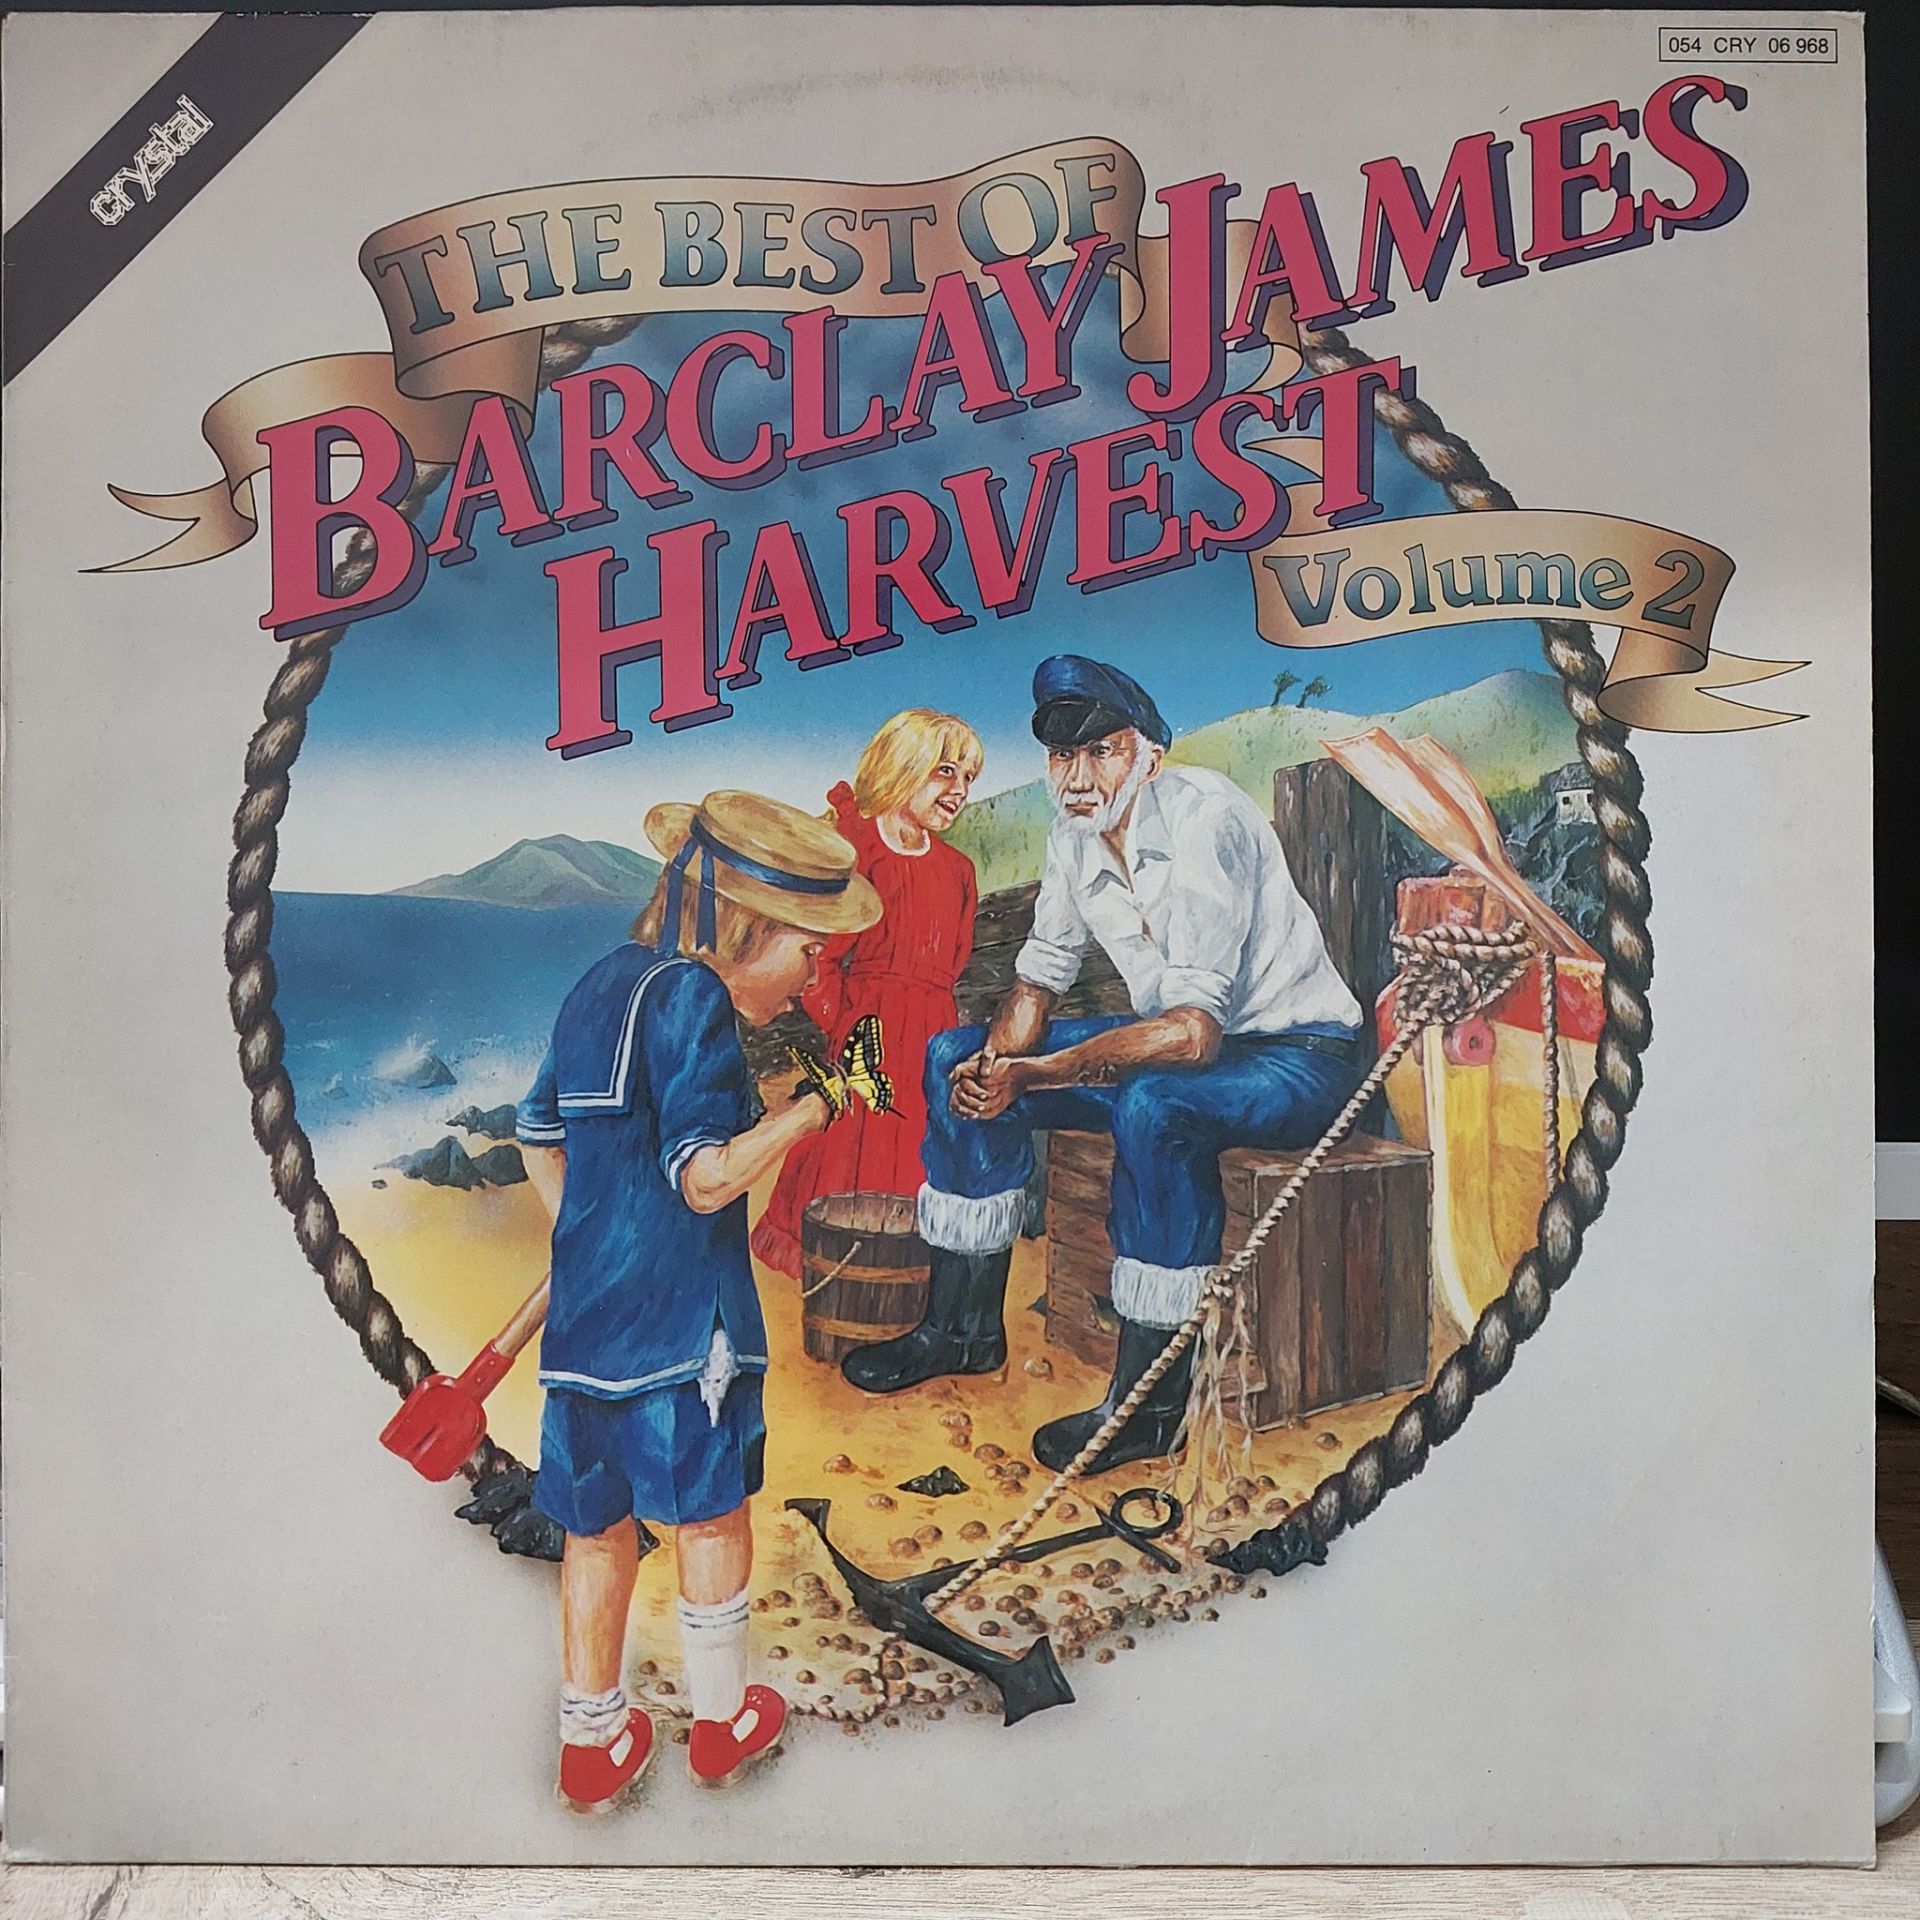 054 CRY 06 968
crystal
THE BEST OF
BARCLAY JAMES
HARVEST
Volume 2